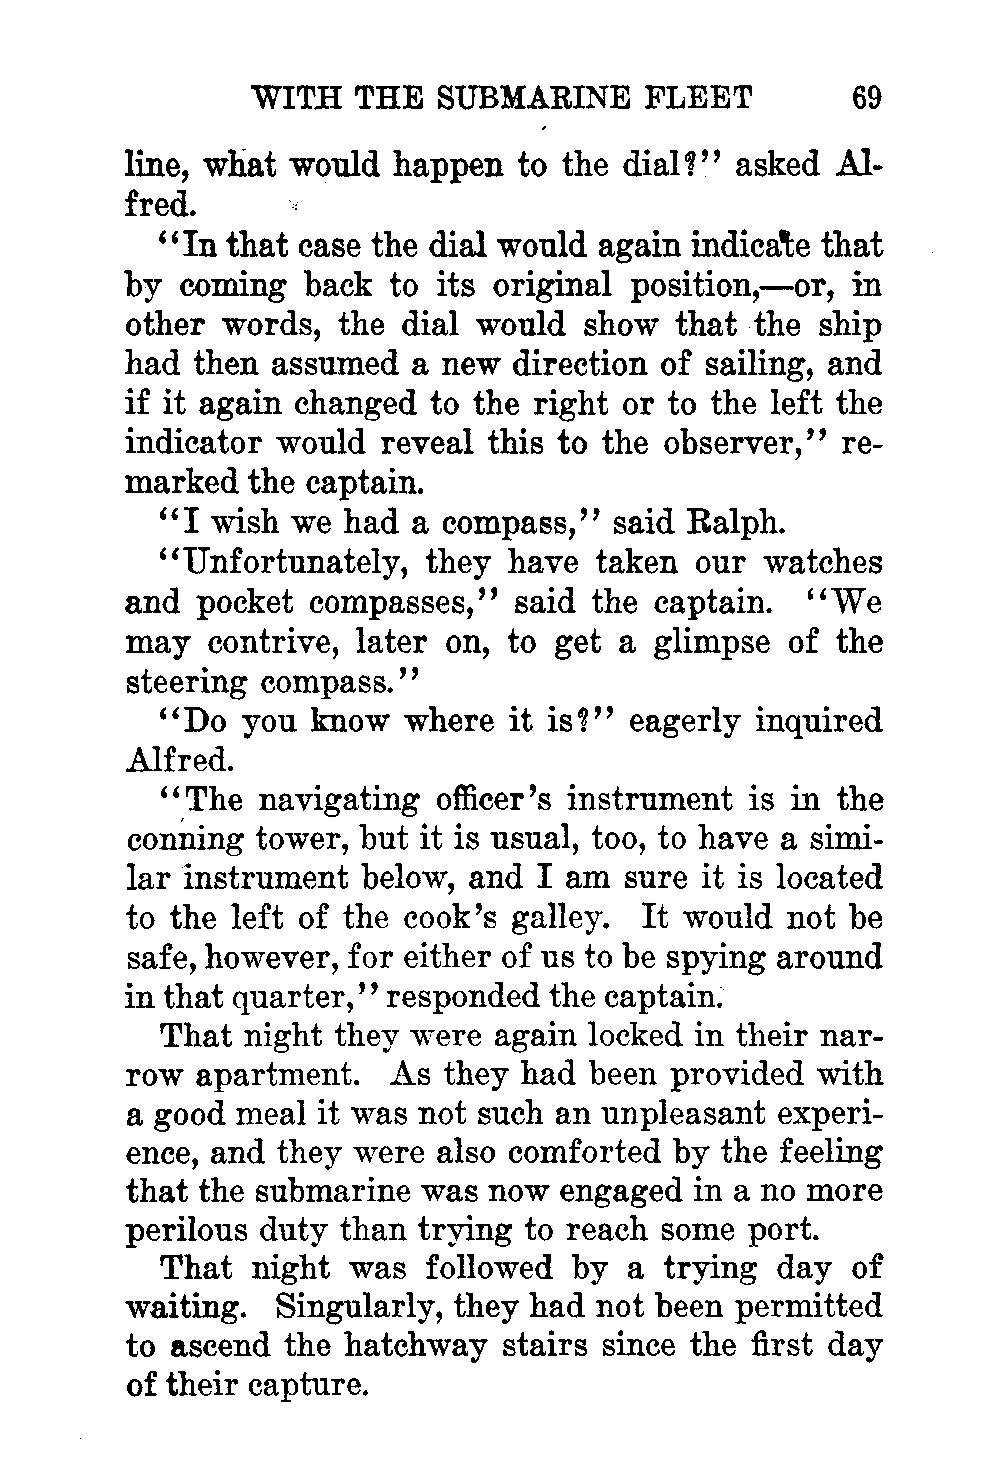 WITH THE SUBMARINE FLEET 69
line, what would happen to the dial?'' asked Al-
fred.
``In that case the dial would again indicate that
by coming back to its original position,—or, in
other words, the dial would show that the ship
had then assumed a new direction of sailing, and
if it again changed to the right or to the left the
indicator would reveal this to the observer,'' re-
marked the captain.
``I wish we had a compass,'' said Ralph.
``Unfortunately, they have taken our watches
and pocket compasses,'' said the captain. ``We
may contrive, later on, to get a glimpse of the
steering compass.''
``Do you know where it is?'' eagerly inquired
Alfred.
``The navigating officer's instrument is in the
conning tower, but it is usual, too, to have a simi-
lar instrument below, and I am sure it is located
to the left of the cook's galley. It would not be
safe, however, for either of us to be spying around
in that quarter,'' responded the captain.
That night they were again locked in their nar-
row apartment. As they had been provided with
a good meal it was not such an unpleasant experi-
ence, and they were also comforted by the feeling
that the submarine was now engaged in a no more
perilous duty than trying to reach some port.
That night was followed by a trying day of
waiting. Singularly, they had not been permitted
to ascend the hatchway stairs since the first day
of their capture.